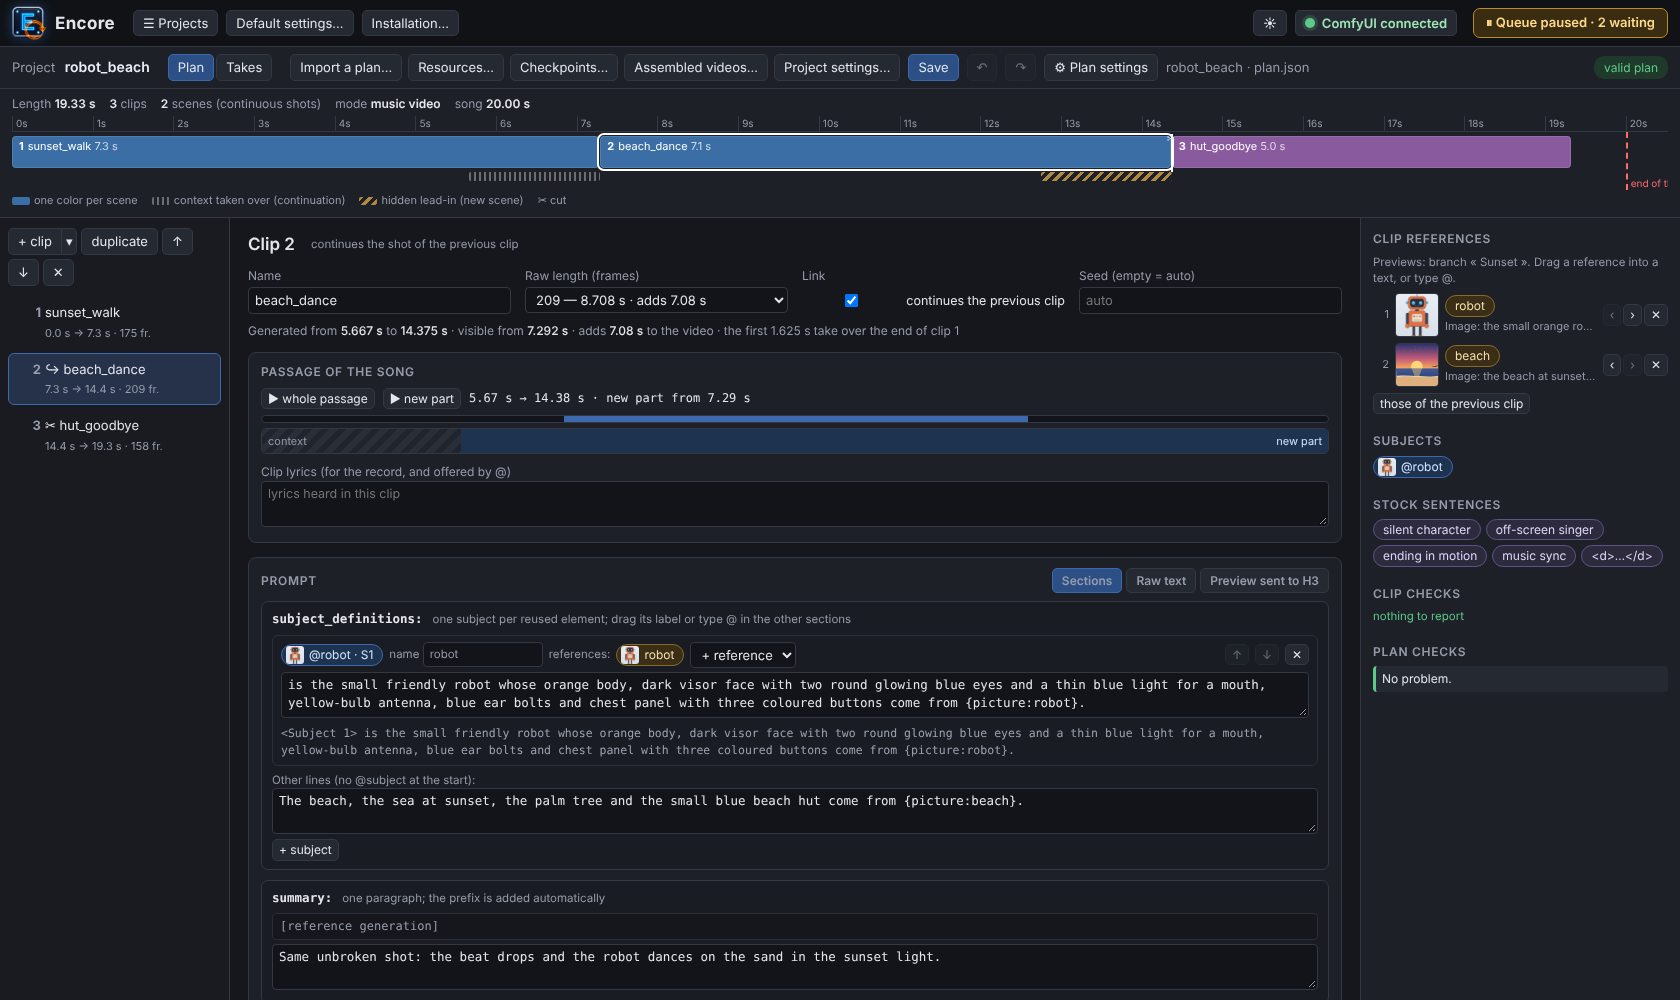 Encore ☰ Projects Default settings... Installation... ☀ ComfyUI connected Queue paused · 2 waiting
Project robot_beach Plan Takes Import a plan... Resources... Checkpoints... Assembled videos... Project settings... Save ↶ ↷ ⚙ Plan settings robot_beach · plan.json valid plan
Length 19.33 s 3 clips 2 scenes (continuous shots) mode music video song 20.00 s
0s 1s 2s 3s 4s 5s 6s 7s 8s 9s 10s 11s 12s 13s 14s 15s 16s 17s 18s 19s 20s
1 sunset_walk 7.3 s 2 beach_dance 7.1 s 3 hut_goodbye 5.0 s
end of t
one color per scene context taken over (continuation) hidden lead-in (new scene) ✂ cut
+ clip ▾ duplicate ↑
↓ ✕
1 sunset_walk
0.0 s → 7.3 s · 175 fr.
2 ↪ beach_dance
7.3 s → 14.4 s · 209 fr.
3 ✂ hut_goodbye
14.4 s → 19.3 s · 158 fr.
Clip 2 continues the shot of the previous clip
Name Raw length (frames) Link Seed (empty = auto)
beach_dance 209 — 8.708 s · adds 7.08 s continues the previous clip auto
Generated from 5.667 s to 14.375 s · visible from 7.292 s · adds 7.08 s to the video · the first 1.625 s take over the end of clip 1
PASSAGE OF THE SONG
▶ whole passage ▶ new part 5.67 s → 14.38 s · new part from 7.29 s
context new part
Clip lyrics (for the record, and offered by @)
lyrics heard in this clip
PROMPT Sections Raw text Preview sent to H3
subject_definitions: one subject per reused element; drag its label or type @ in the other sections
@robot · S1 name robot references: robot + reference ↑ ↓ ✕
is the small friendly robot whose orange body, dark visor face with two round glowing blue eyes and a thin blue light for a mouth,
yellow-bulb antenna, blue ear bolts and chest panel with three coloured buttons come from {picture:robot}.
<Subject 1> is the small friendly robot whose orange body, dark visor face with two round glowing blue eyes and a thin blue light for a mouth,
yellow-bulb antenna, blue ear bolts and chest panel with three coloured buttons come from {picture:robot}.
Other lines (no @subject at the start):
The beach, the sea at sunset, the palm tree and the small blue beach hut come from {picture:beach}.
+ subject
summary: one paragraph; the prefix is added automatically
[reference generation]
Same unbroken shot: the beat drops and the robot dances on the sand in the sunset light.
CLIP REFERENCES
Previews: branch « Sunset ». Drag a reference into a
text, or type @.
1 robot ‹ › ✕
Image: the small orange ro...
2 beach ‹ › ✕
Image: the beach at sunset...
those of the previous clip
SUBJECTS
@robot
STOCK SENTENCES
silent character off-screen singer
ending in motion music sync <d>...</d>
CLIP CHECKS
nothing to report
PLAN CHECKS
No problem.